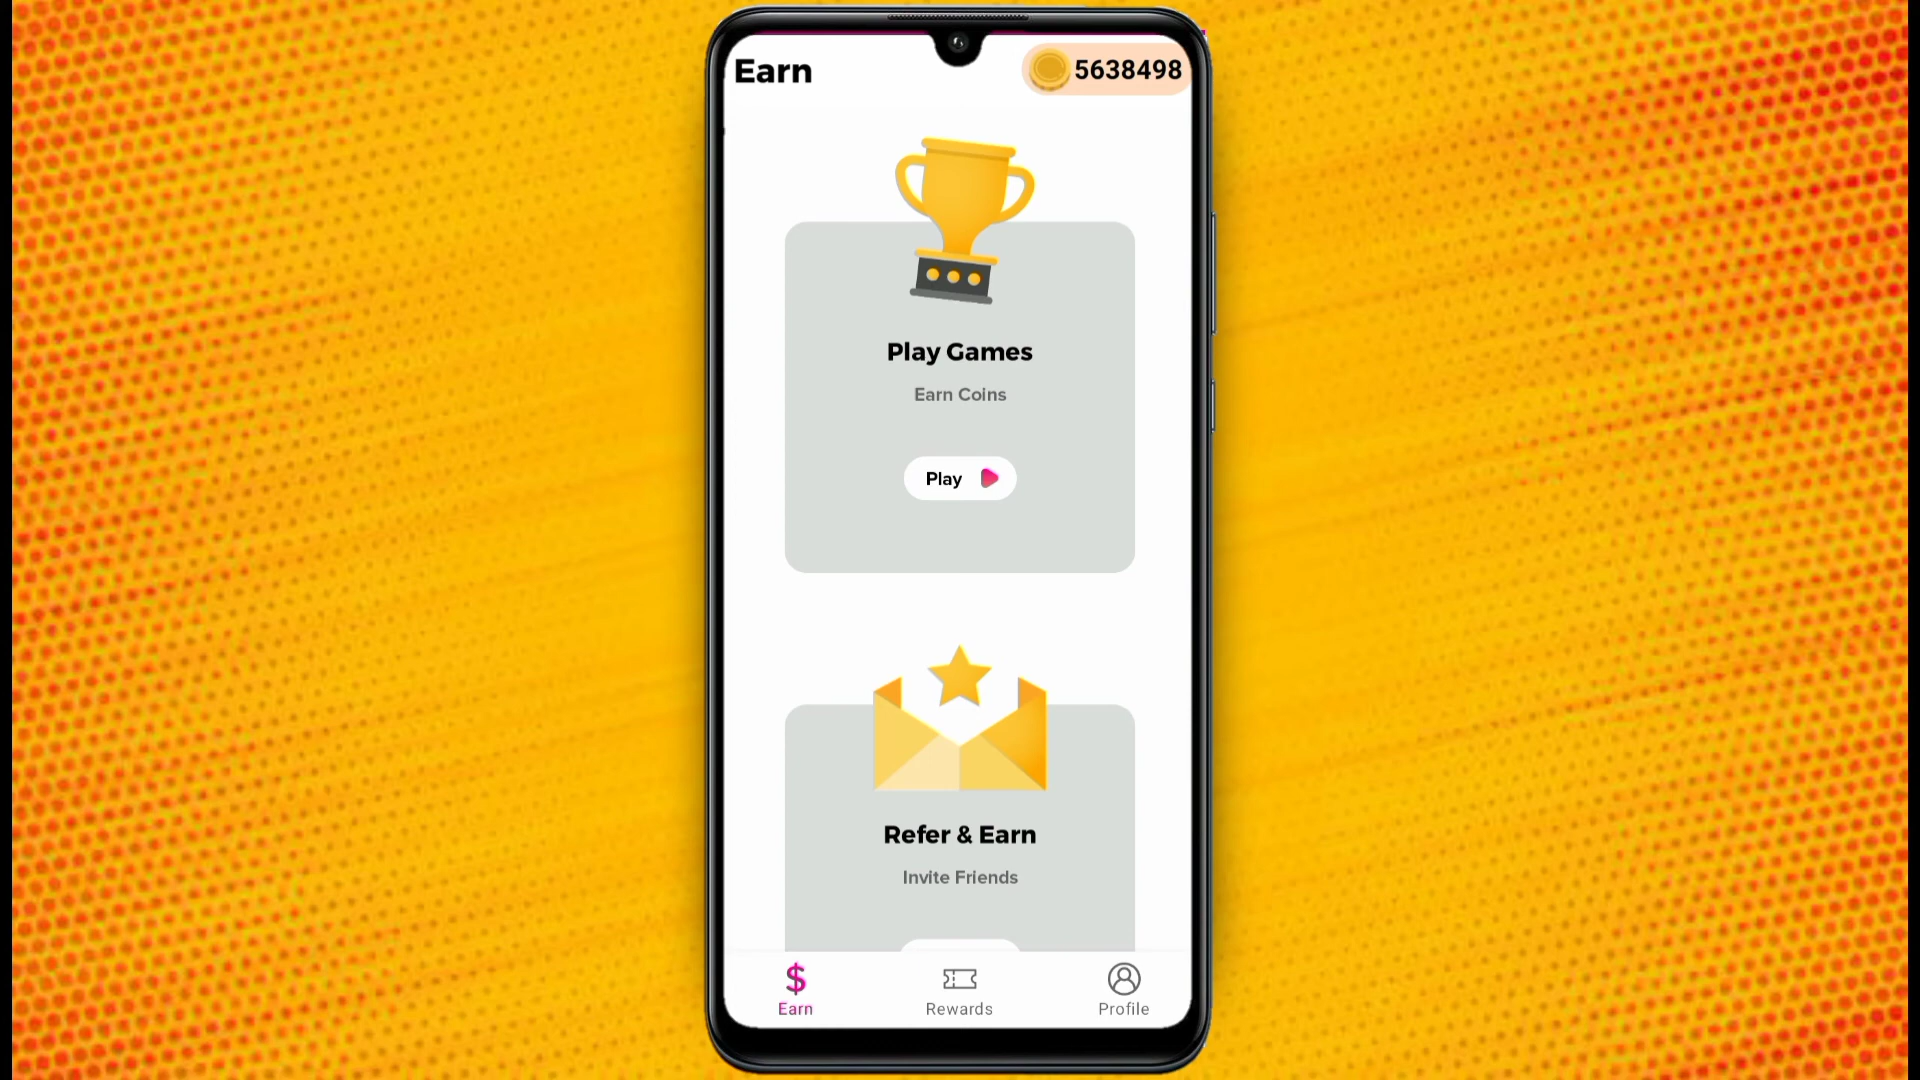 Earn
5638498
Play Games
Earn Coins
Play
Refer & Earn
Invite Friends
Earn
Rewards
Profile